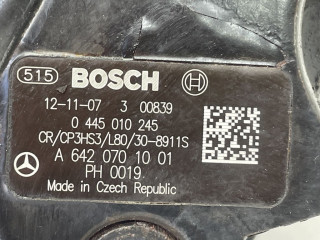 515 BOSCH
12-11-07 3 00839
0 445 010 245
CR/CP3HS3/L80/30-8911S
A 642 070 10 01
PH 0019
Made in Czech Republic